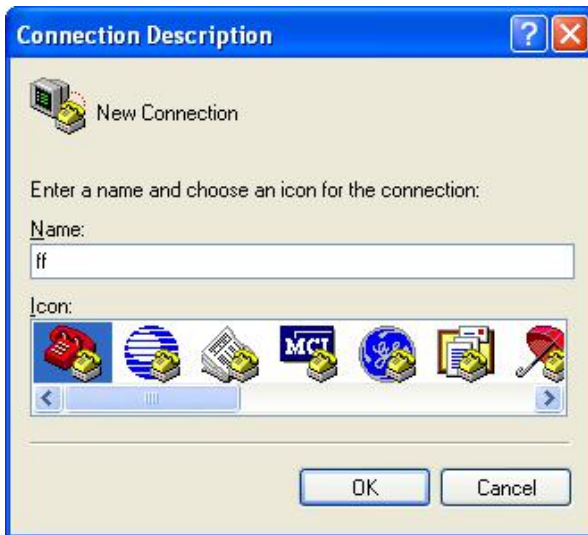 Connection Description
New Connection
Enter a name and choose an icon for the connection:
Name:
ff
Icon:
MCI
OK Cancel